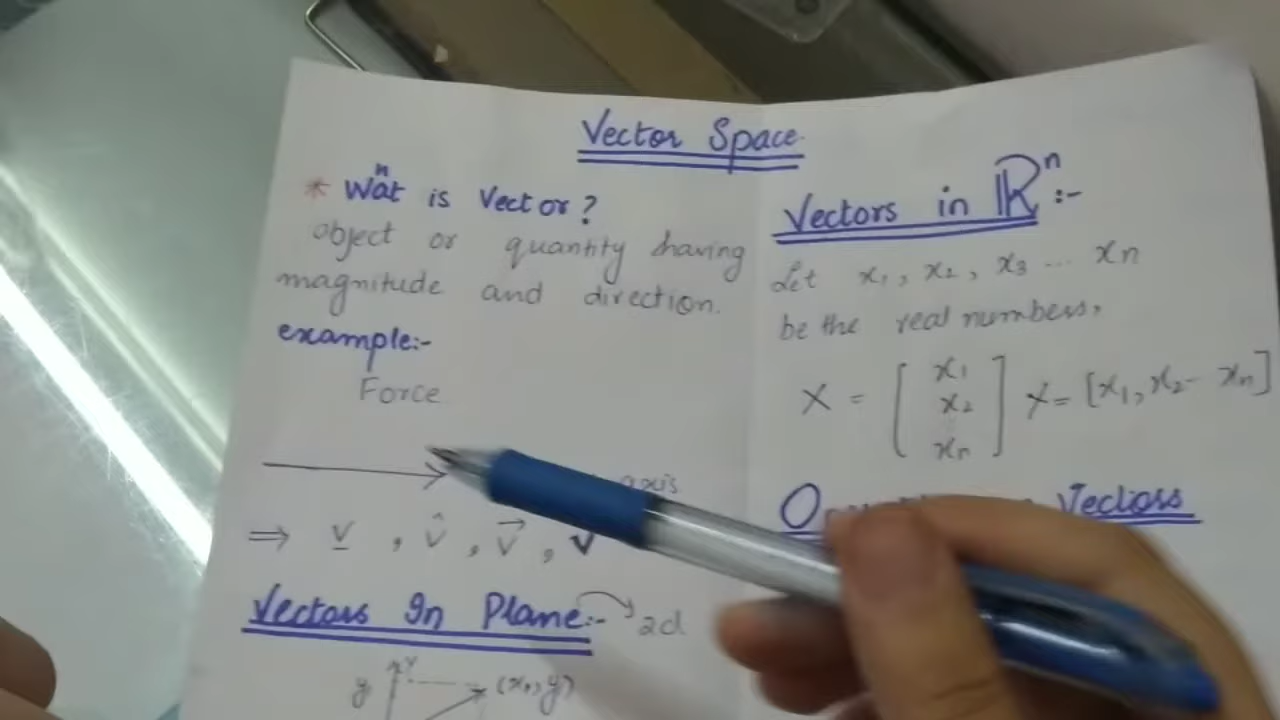 Vector Space
* What is Vector?
object or quantity having
magnitude and direction.
example:-
Force
axis
⇒ v , v̂ , v⃗ , v
Vectors In Plane:- → 2d
y
y (x, y)
Vectors in ℝⁿ :-
Let x₁, x₂, x₃ ... xₙ
be the real numbers,
X = [x₁ x₂ xₙ] X = [x₁, x₂ - xₙ]
Vectors